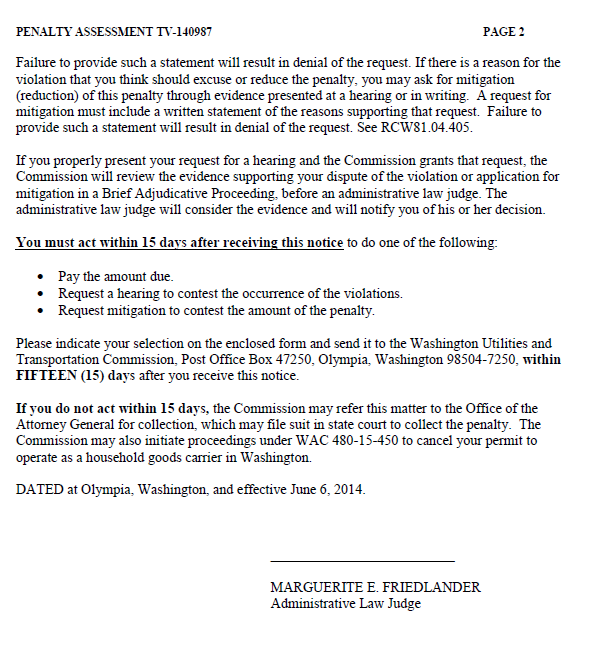 PENALTY ASSESSMENT TV-140987 PAGE 2
Failure to provide such a statement will result in denial of the request. If there is a reason for the
violation that you think should excuse or reduce the penalty, you may ask for mitigation
(reduction) of this penalty through evidence presented at a hearing or in writing.  A request for
mitigation must include a written statement of the reasons supporting that request.  Failure to
provide such a statement will result in denial of the request. See RCW81.04.405.
If you properly present your request for a hearing and the Commission grants that request, the
Commission will review the evidence supporting your dispute of the violation or application for
mitigation in a Brief Adjudicative Proceeding, before an administrative law judge. The
administrative law judge will consider the evidence and will notify you of his or her decision.
You must act within 15 days after receiving this notice to do one of the following:
• Pay the amount due.
• Request a hearing to contest the occurrence of the violations.
• Request mitigation to contest the amount of the penalty.
Please indicate your selection on the enclosed form and send it to the Washington Utilities and
Transportation Commission, Post Office Box 47250, Olympia, Washington 98504-7250, within
FIFTEEN (15) days after you receive this notice.
If you do not act within 15 days, the Commission may refer this matter to the Office of the
Attorney General for collection, which may file suit in state court to collect the penalty.  The
Commission may also initiate proceedings under WAC 480-15-450 to cancel your permit to
operate as a household goods carrier in Washington.
DATED at Olympia, Washington, and effective June 6, 2014.
MARGUERITE E. FRIEDLANDER
Administrative Law Judge